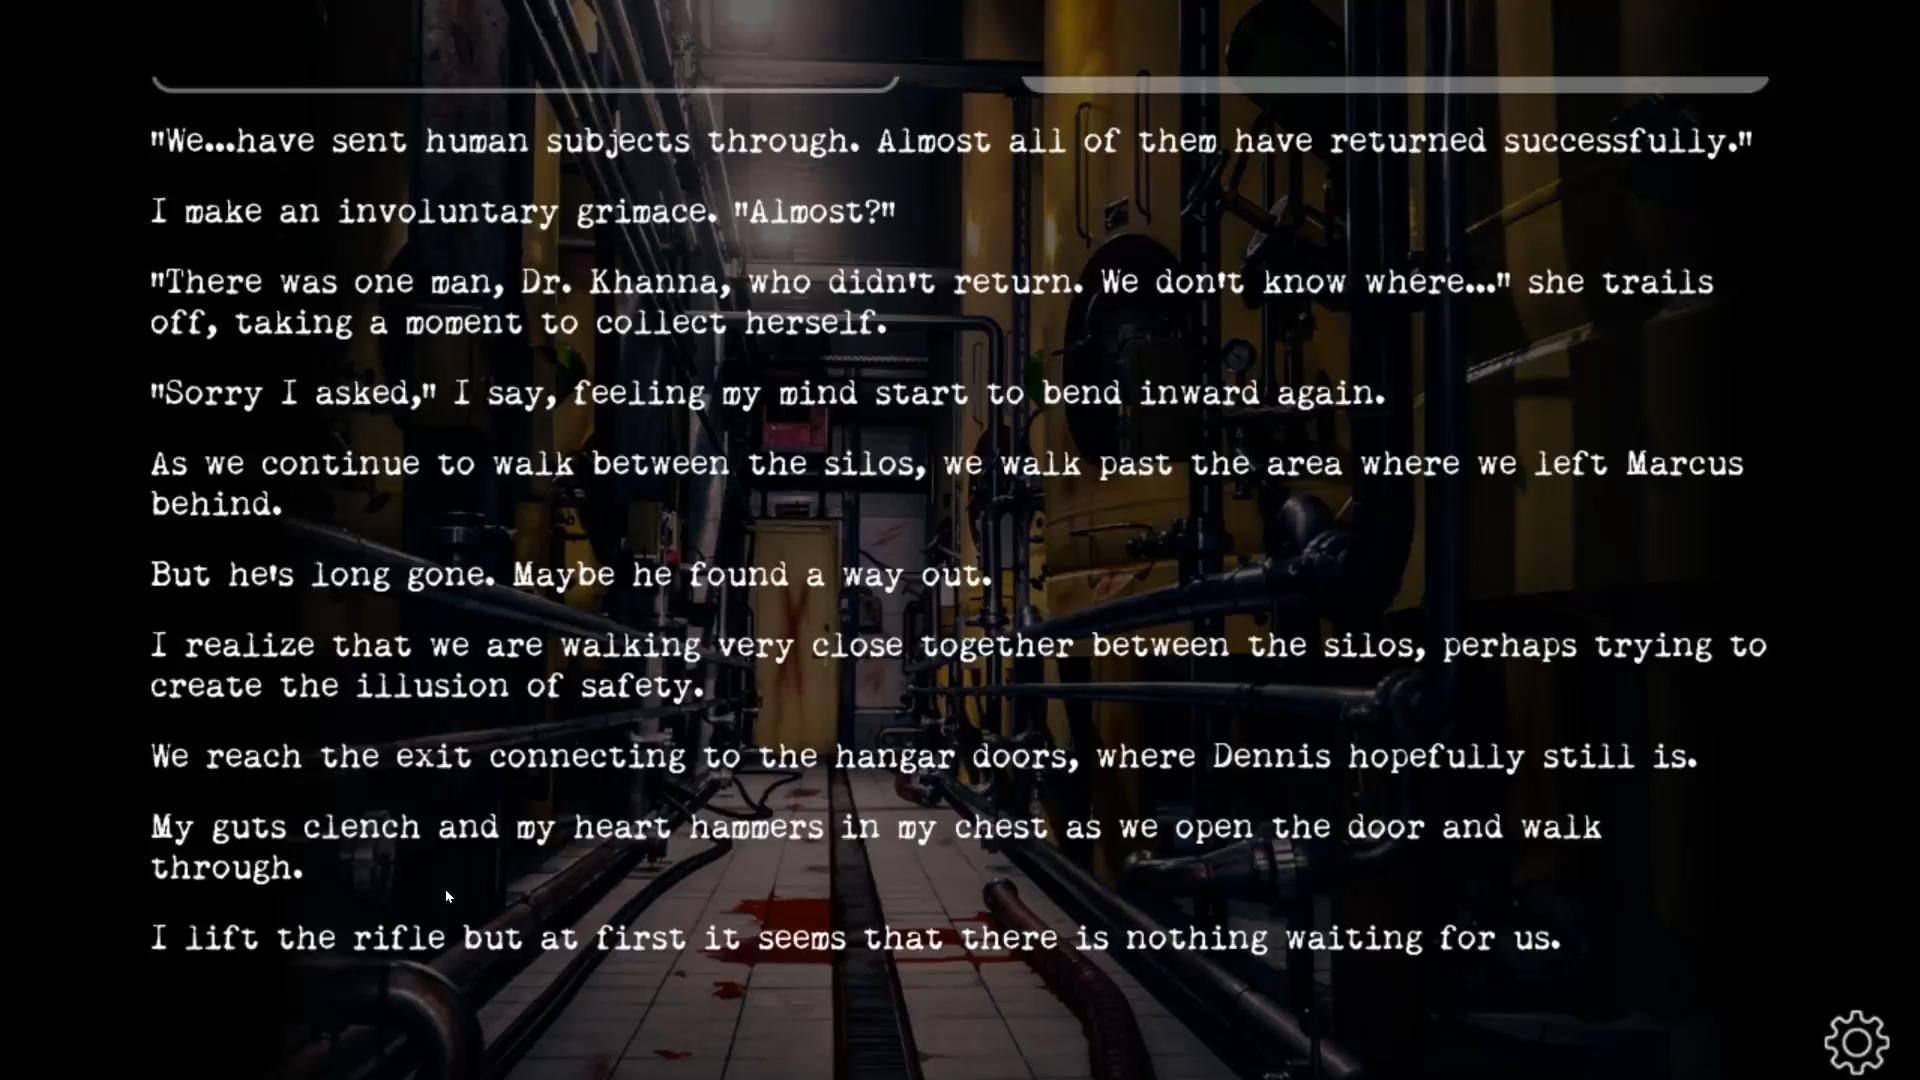 "We...have sent human subjects through. Almost all of them have returned successfully."
I make an involuntary grimace. "Almost?"
"There was one man, Dr. Khanna, who didn't return. We don't know where..." she trails
off, taking a moment to collect herself.
"Sorry I asked," I say, feeling my mind start to bend inward again.
As we continue to walk between the silos, we walk past the area where we left Marcus
behind.
But he's long gone. Maybe he found a way out.
I realize that we are walking very close together between the silos, perhaps trying to
create the illusion of safety.
We reach the exit connecting to the hangar doors, where Dennis hopefully still is.
My guts clench and my heart hammers in my chest as we open the door and walk
through.
I lift the rifle but at first it seems that there is nothing waiting for us.